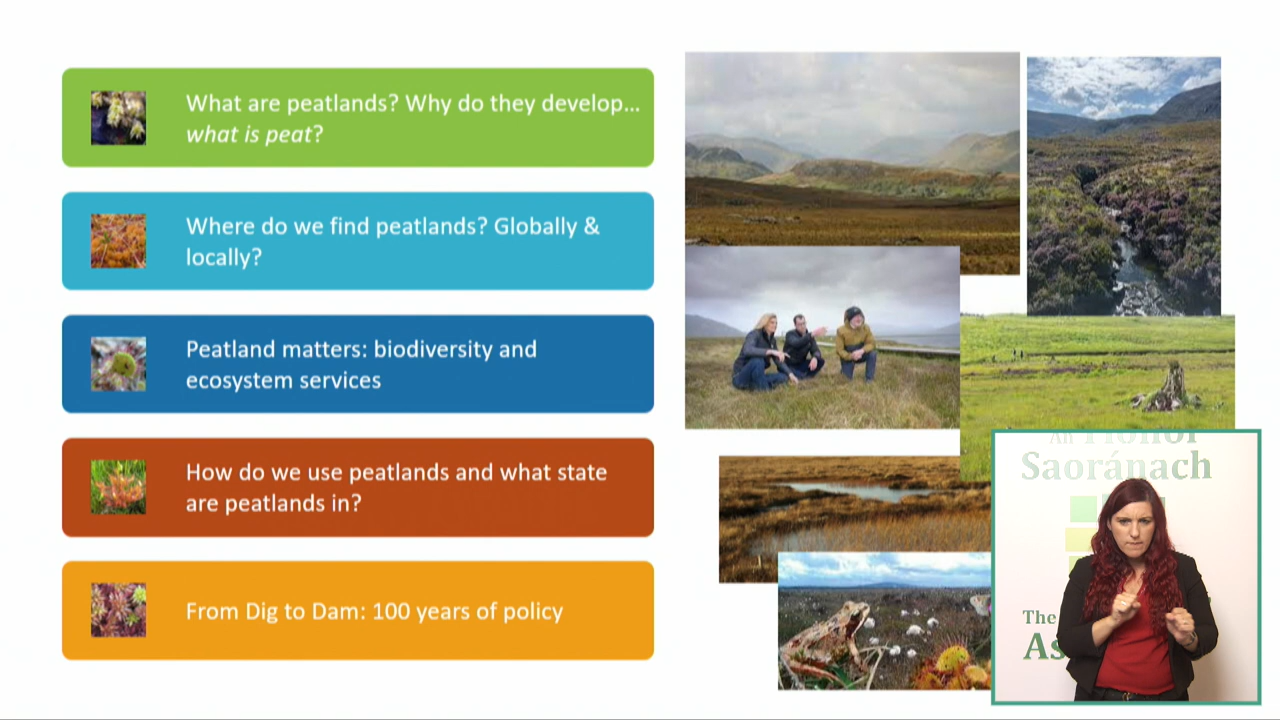 What are peatlands? Why do they develop...
what is peat?
Where do we find peatlands? Globally &
locally?
Peatland matters: biodiversity and
ecosystem services
How do we use peatlands and what state
are peatlands in?
From Dig to Dam: 100 years of policy
Saoránach
The